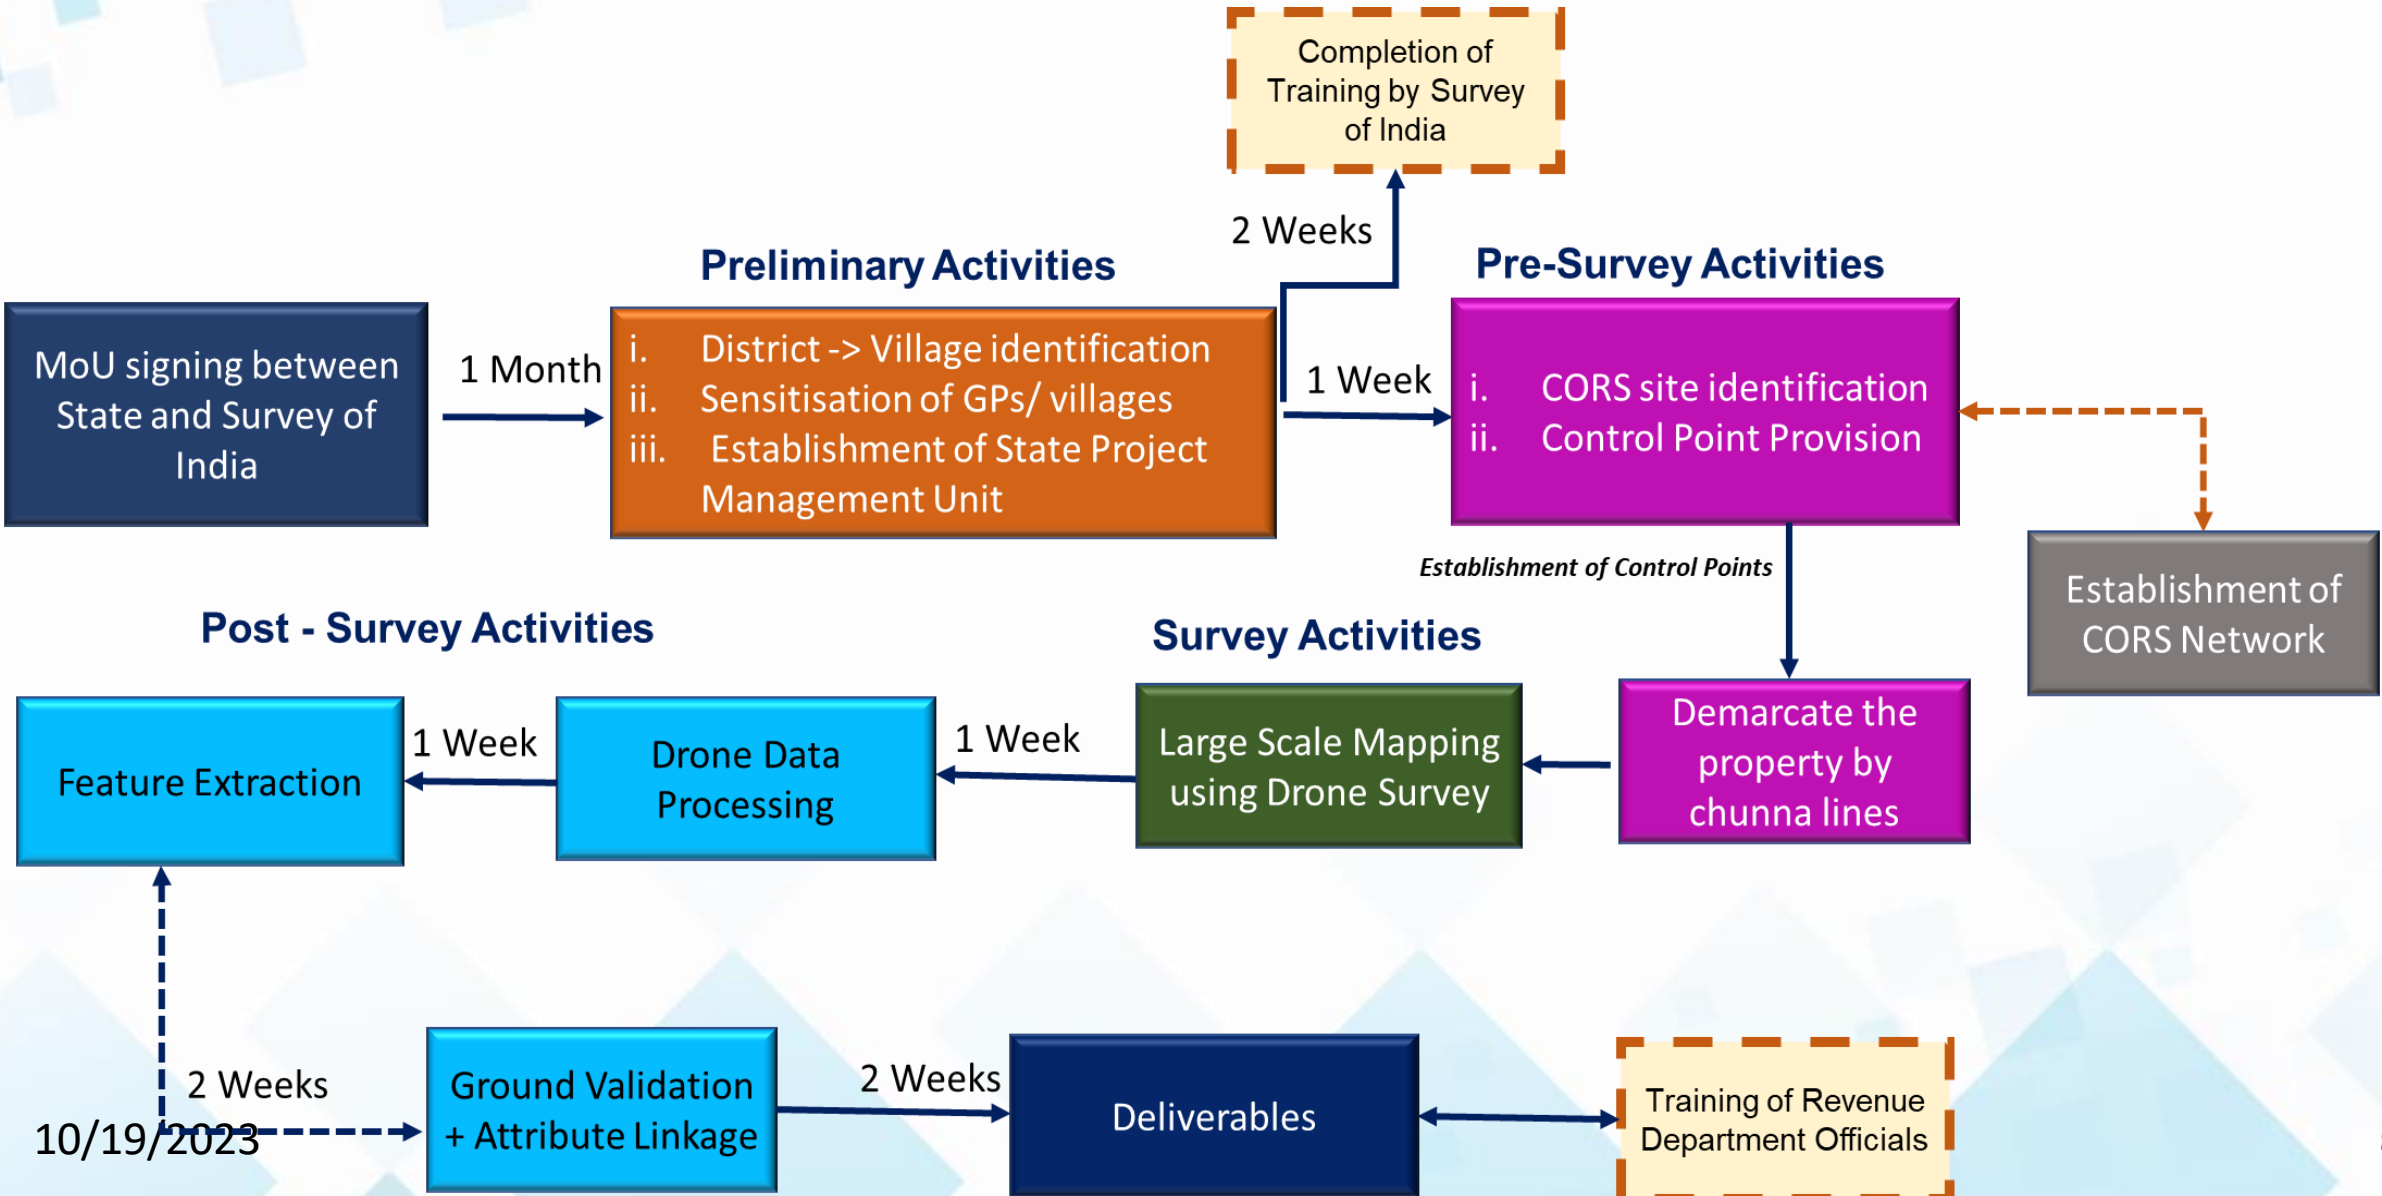 Completion of
Training by Survey
of India
2 Weeks
Preliminary Activities
Pre-Survey Activities
MoU signing between
State and Survey of
India
1 Month
i. District -> Village identification
ii. Sensitisation of GPs/ villages
iii. Establishment of State Project
Management Unit
1 Week
i. CORS site identification
ii. Control Point Provision
Establishment of Control Points
Establishment of
CORS Network
Post - Survey Activities
Survey Activities
Feature Extraction
1 Week
Drone Data
Processing
1 Week
Large Scale Mapping
using Drone Survey
Demarcate the
property by
chunna lines
2 Weeks
Ground Validation
+ Attribute Linkage
2 Weeks
Deliverables
Training of Revenue
Department Officials
10/19/2023